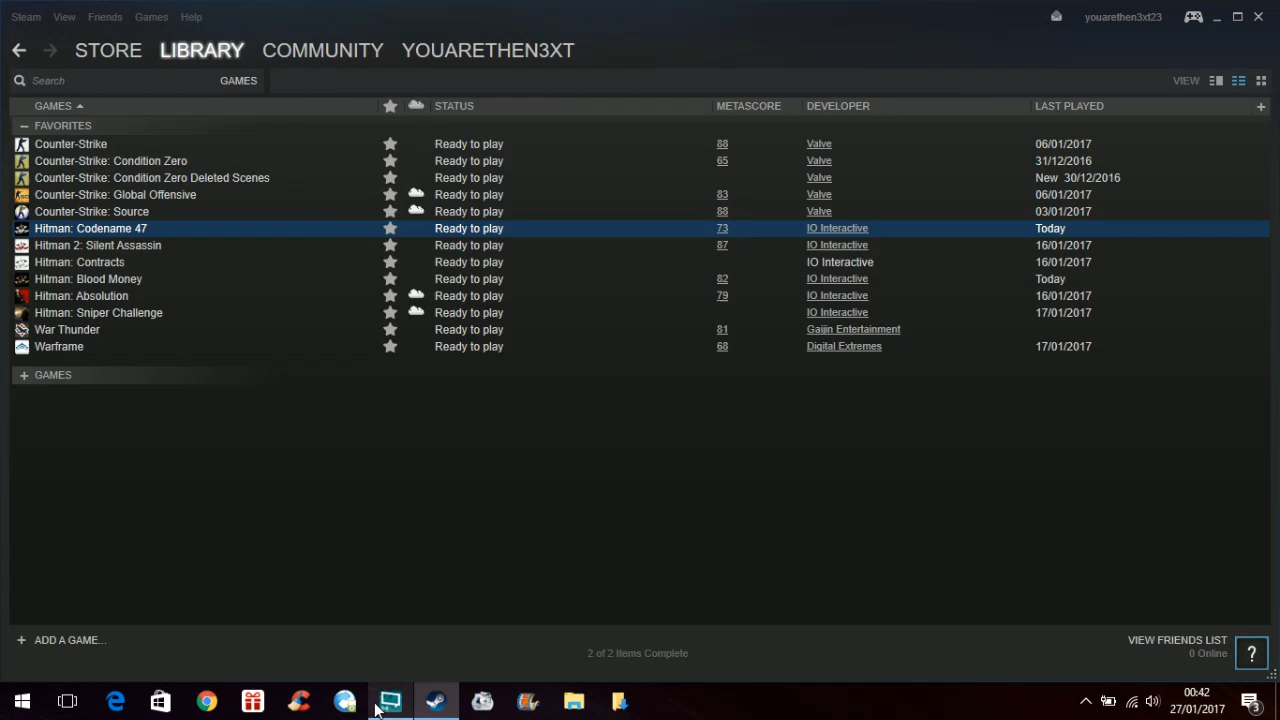 Steam View Friends Games Help youarethen3xt23
STORE LIBRARY COMMUNITY YOUARETHEN3XT
Search GAMES VIEW
GAMES STATUS METASCORE DEVELOPER LAST PLAYED +
− FAVORITES
Counter-Strike Ready to play 88 Valve 06/01/2017
Counter-Strike: Condition Zero Ready to play 65 Valve 31/12/2016
Counter-Strike: Condition Zero Deleted Scenes Ready to play Valve New 30/12/2016
Counter-Strike: Global Offensive Ready to play 83 Valve 06/01/2017
Counter-Strike: Source Ready to play 88 Valve 03/01/2017
Hitman: Codename 47 Ready to play 73 IO Interactive Today
Hitman 2: Silent Assassin Ready to play 87 IO Interactive 16/01/2017
Hitman: Contracts Ready to play IO Interactive 16/01/2017
Hitman: Blood Money Ready to play 82 IO Interactive Today
Hitman: Absolution Ready to play 79 IO Interactive 16/01/2017
Hitman: Sniper Challenge Ready to play IO Interactive 17/01/2017
War Thunder Ready to play 81 Gaijin Entertainment
Warframe Ready to play 68 Digital Extremes 17/01/2017
+ GAMES
+ ADD A GAME... VIEW FRIENDS LIST
2 of 2 Items Complete 0 Online ?
00:42
27/01/2017 3